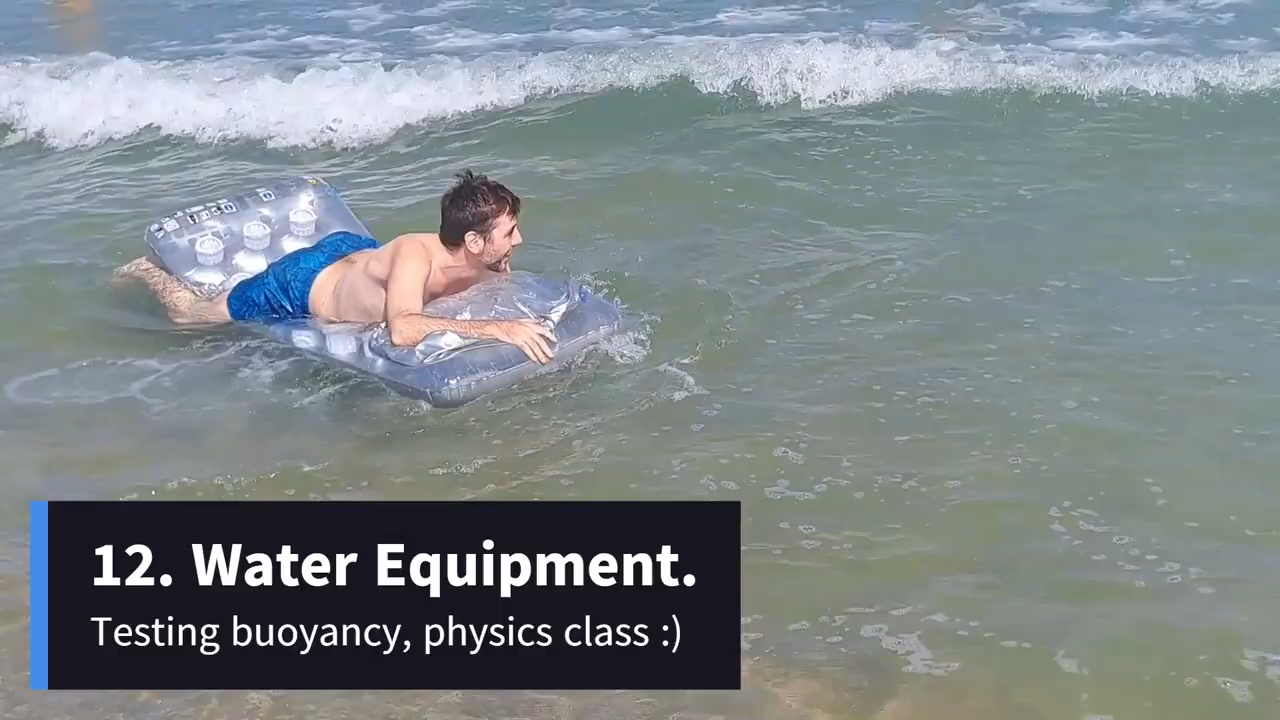 12. Water Equipment.
Testing buoyancy, physics class :)